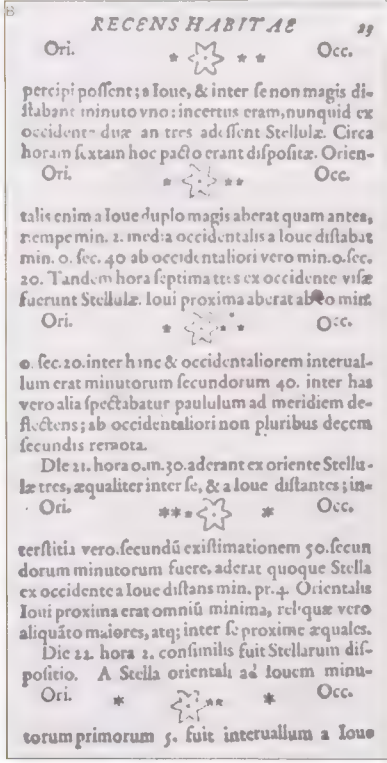 B
RECENS HABITAE 23
Ori. Occ.
percipi possent; a Ioue, & inter se non magis di-
stabant minuto vno: incertus eram, nunquid ex
occidente duæ an tres adessent Stellulæ. Circa
horam sextam hoc pacto erant dispositæ. Orien-
Ori. Occ.
talis enim a Ioue duplo magis aberat quam antea,
nempe min. 2. media occidentalis a Ioue distabat
min. 0. sec. 40 ab occidentaliori vero min. 0. sec.
20. Tandem hora septima tres ex occidente visæ
fuerunt Stellulæ. Ioui proxima aberat ab eo min.
Ori. Occ.
0. sec. 20. inter hanc & occidentaliorem interual-
lum erat minutorum secundorum 40. inter has
vero alia spectabatur paululum ad meridiem de-
flectens; ab occidentaliori non pluribus decem
secundis remota.
Die 21. hora 0. m. 30. aderant ex oriente Stellu-
læ tres, æqualiter inter se, & a Ioue distantes; in-
Ori. Occ.
terstitia vero. secundū existimationem 50. secun
dorum minutorum fuere, aderat quoque Stella
ex occidente a Ioue distans min. pr. 4. Orientalis
Ioui proxima erat omniū minima, reliquæ vero
aliquāto maiores, atq; inter se proxime æquales.
Die 22. hora 2. consimilis fuit Stellarum dis-
positio. A Stella orientali ad Iouem minu-
Ori. Occ.
torum primorum 5. fuit interuallum a Ioue